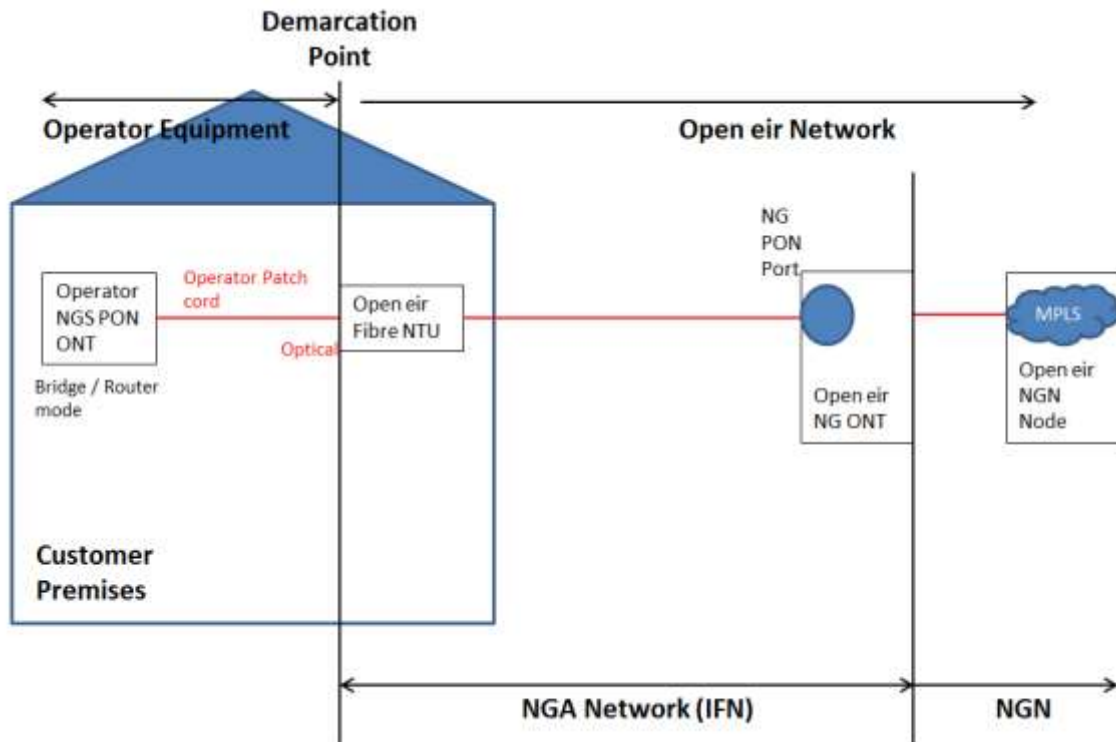 Demarcation
Point
Operator Equipment
Open eir Network
NG
PON
Port
Operator
NGS PON
ONT
Operator Patch
cord
Optical
Open eir
Fibre NTU
MPLS
Bridge / Router
mode
Open eir
NG ONT
Open eir
NGN
Node
Customer
Premises
NGA Network (IFN)
NGN